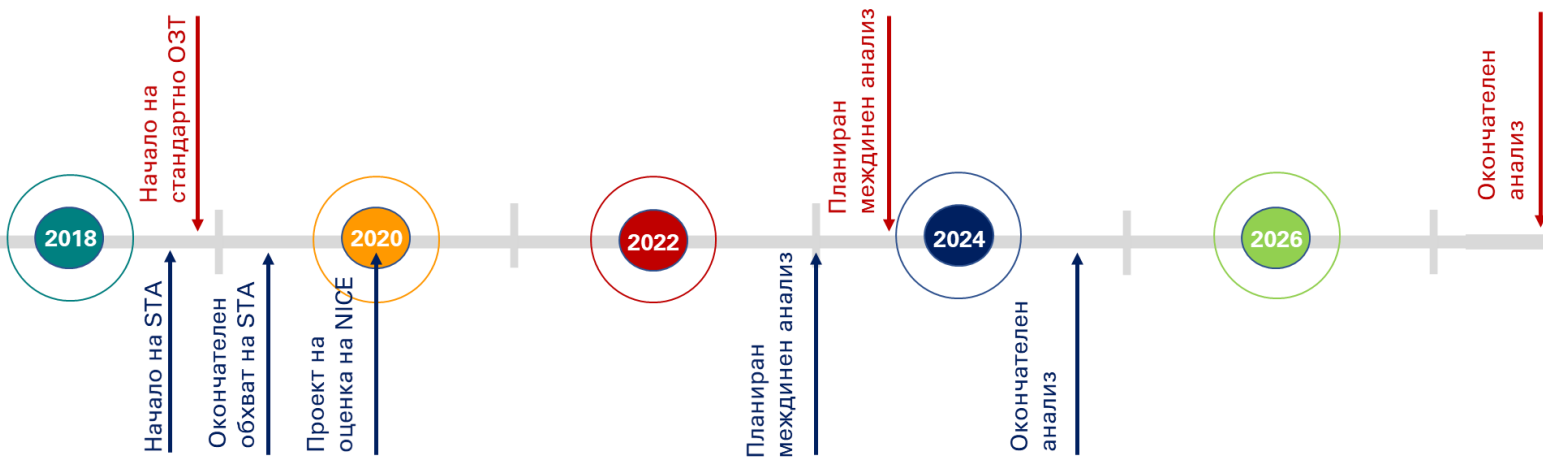 Начало на
стандартно ОЗТ
Планиран
междинен анализ
Окончателен
анализ
2018
2020
2022
2024
2026
Начало на STA
Окончателен
обхват на STA
Проект на
оценка на NICE
Планиран
междинен анализ
Окончателен
анализ